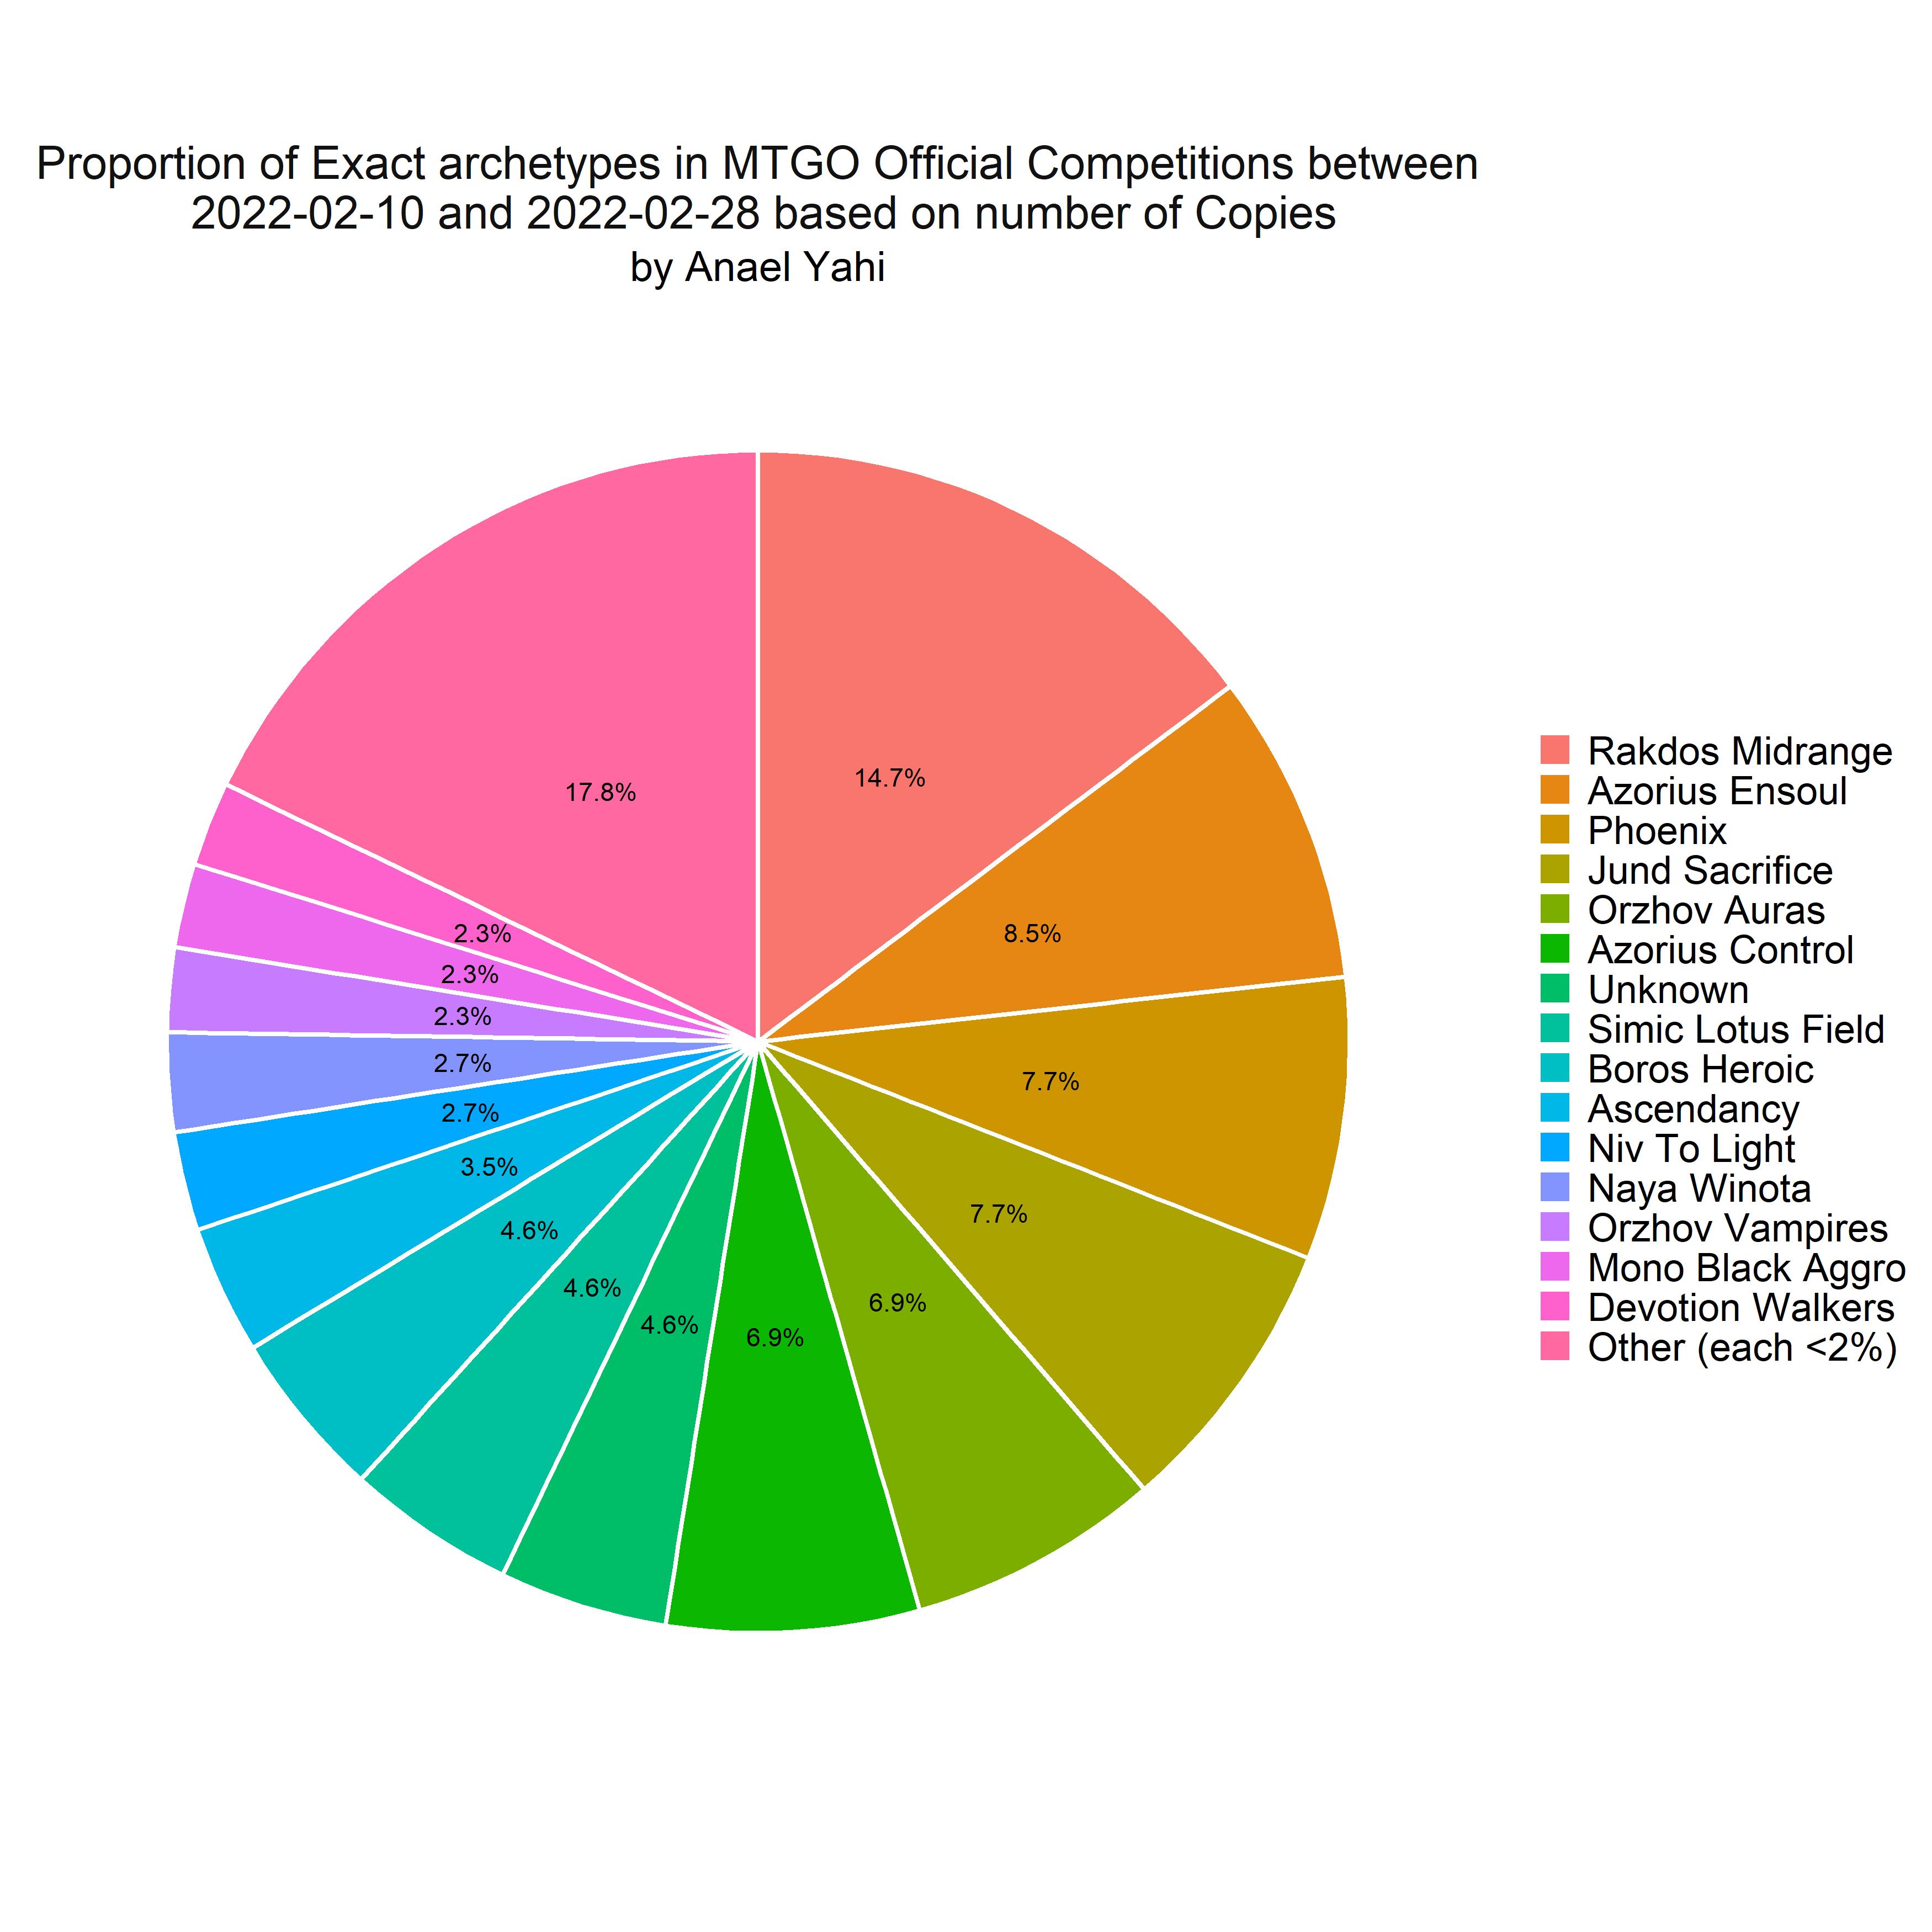 Proportion of Exact archetypes in MTGO Official Competitions between
2022-02-10 and 2022-02-28 based on number of Copies
by Anael Yahi
17.8%
14.7%
2.3%
8.5%
2.3%
2.3%
2.7%
7.7%
2.7%
3.5%
7.7%
4.6%
4.6%
6.9%
4.6%
6.9%
Rakdos Midrange
Azorius Ensoul
Phoenix
Jund Sacrifice
Orzhov Auras
Azorius Control
Unknown
Simic Lotus Field
Boros Heroic
Ascendancy
Niv To Light
Naya Winota
Orzhov Vampires
Mono Black Aggro
Devotion Walkers
Other (each <2%)